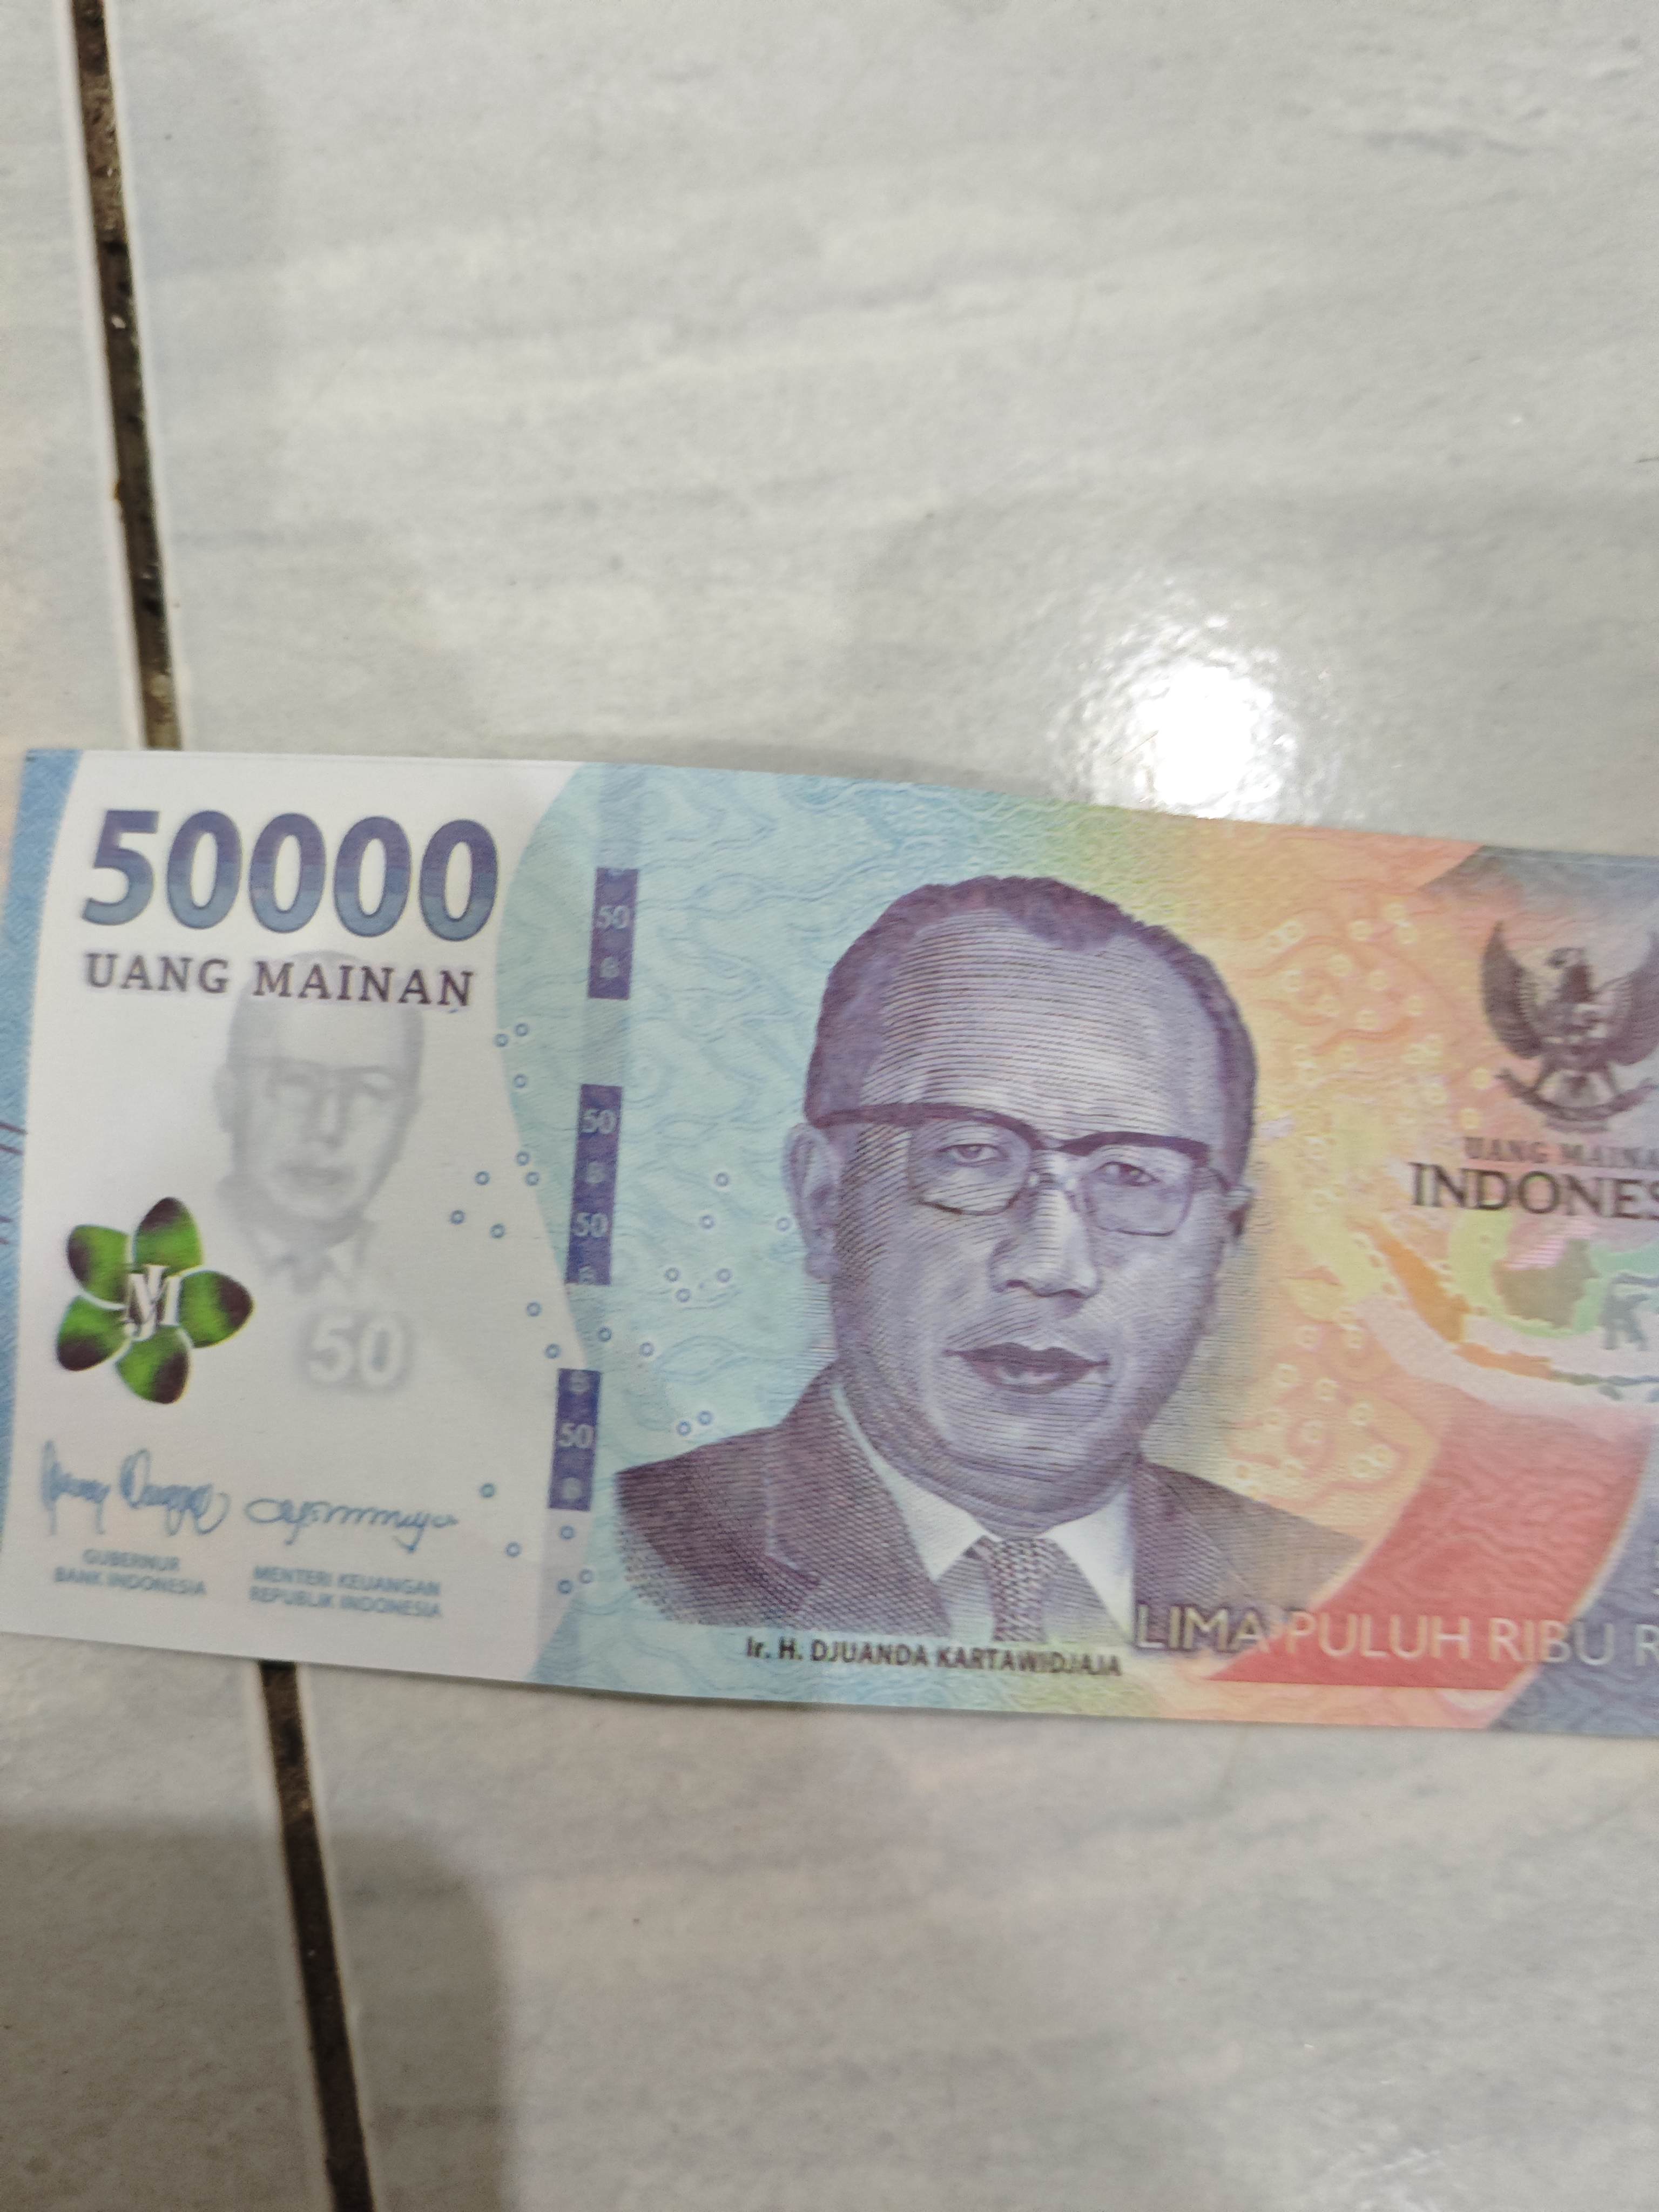 50000
UANG MAINAN
50
50
50
50
UANG MAINA
INDONES
NM
50
GUBERNUR
BANK INDONESIA
MENTERI KEUANGAN
REPUBLIK INDONESIA
Ir. H. DJUANDA KARTAWIDJAJA
LIMA PULUH RIBU R